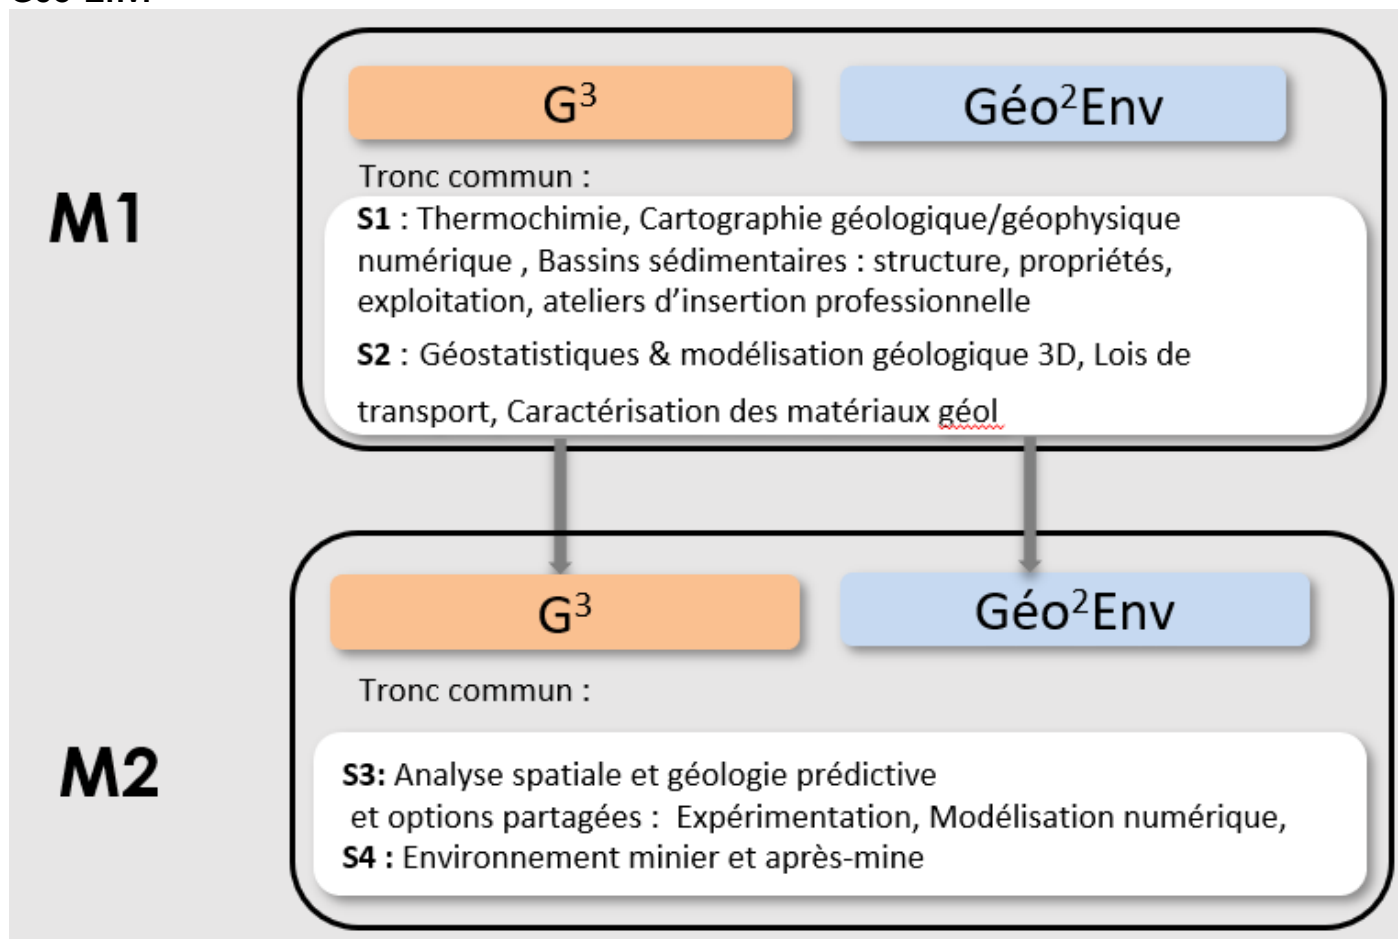 G³
Géo²Env
Tronc commun :
M1
S1 : Thermochimie, Cartographie géologique/géophysique
numérique , Bassins sédimentaires : structure, propriétés,
exploitation, ateliers d’insertion professionnelle
S2 : Géostatistiques & modélisation géologique 3D, Lois de
transport, Caractérisation des matériaux géol
G³
Géo²Env
Tronc commun :
M2
S3: Analyse spatiale et géologie prédictive
et options partagées : Expérimentation, Modélisation numérique,
S4 : Environnement minier et après-mine